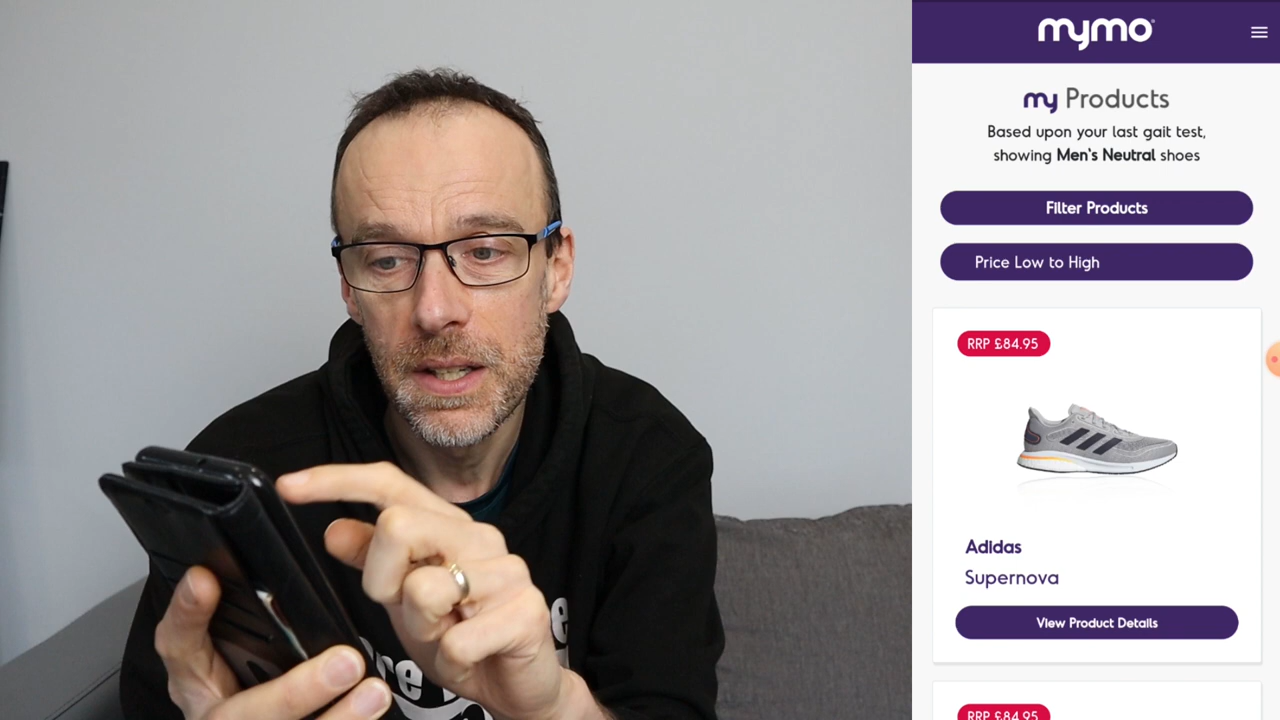 mymo
my Products
Based upon your last gait test,
showing Men's Neutral shoes
Filter Products
Price Low to High
RRP £84.95
Adidas
Supernova
View Product Details
RRP £84.95